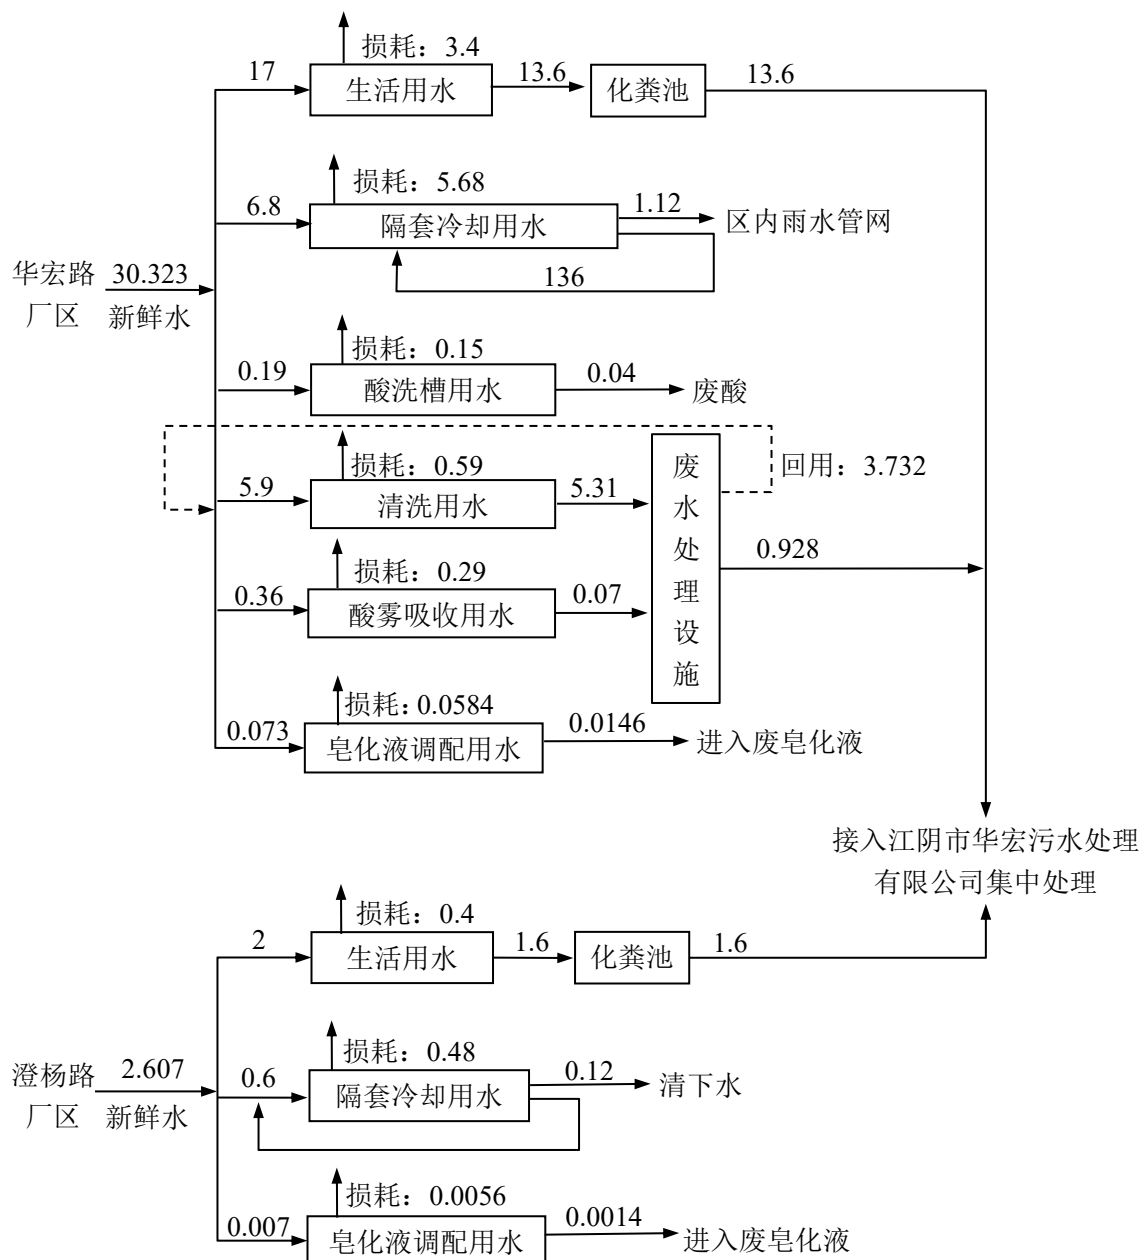 损耗：3.4
17
生活用水
13.6
化粪池
13.6
损耗：5.68
6.8
隔套冷却用水
1.12
区内雨水管网
136
华宏路
厂区
30.323
新鲜水
损耗：0.15
0.19
酸洗槽用水
0.04
废酸
损耗：0.59
5.9
清洗用水
5.31
废水处理设施
回用：3.732
0.928
损耗：0.29
0.36
酸雾吸收用水
0.07
损耗：0.0584
0.073
皂化液调配用水
0.0146
进入废皂化液
接入江阴市华宏污水处理
有限公司集中处理
损耗：0.4
2
生活用水
1.6
化粪池
1.6
损耗：0.48
澄杨路
厂区
2.607
新鲜水
0.6
隔套冷却用水
0.12
清下水
损耗：0.0056
0.007
皂化液调配用水
0.0014
进入废皂化液